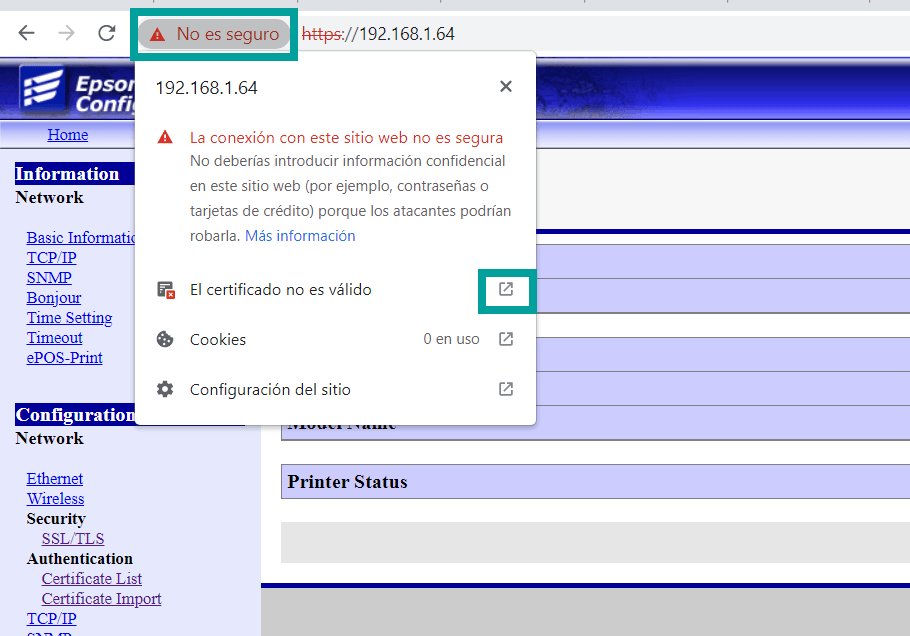 No es seguro https://192.168.1.64
192.168.1.64
Epson
Home
La conexión con este sitio web no es segura
No deberías introducir información confidencial
en este sitio web (por ejemplo, contraseñas o
tarjetas de crédito) porque los atacantes podrían
robarla. Más información
El certificado no es válido
Cookies 0 en uso
Configuración del sitio
Information
Network
Basic Informatio
TCP/IP
SNMP
Bonjour
Time Setting
Timeout
ePOS-Print
Configuration
Network
Ethernet
Wireless
Security
SSL/TLS
Authentication
Certificate List
Certificate Import
TCP/IP
SNMP
Model Name
Printer Status